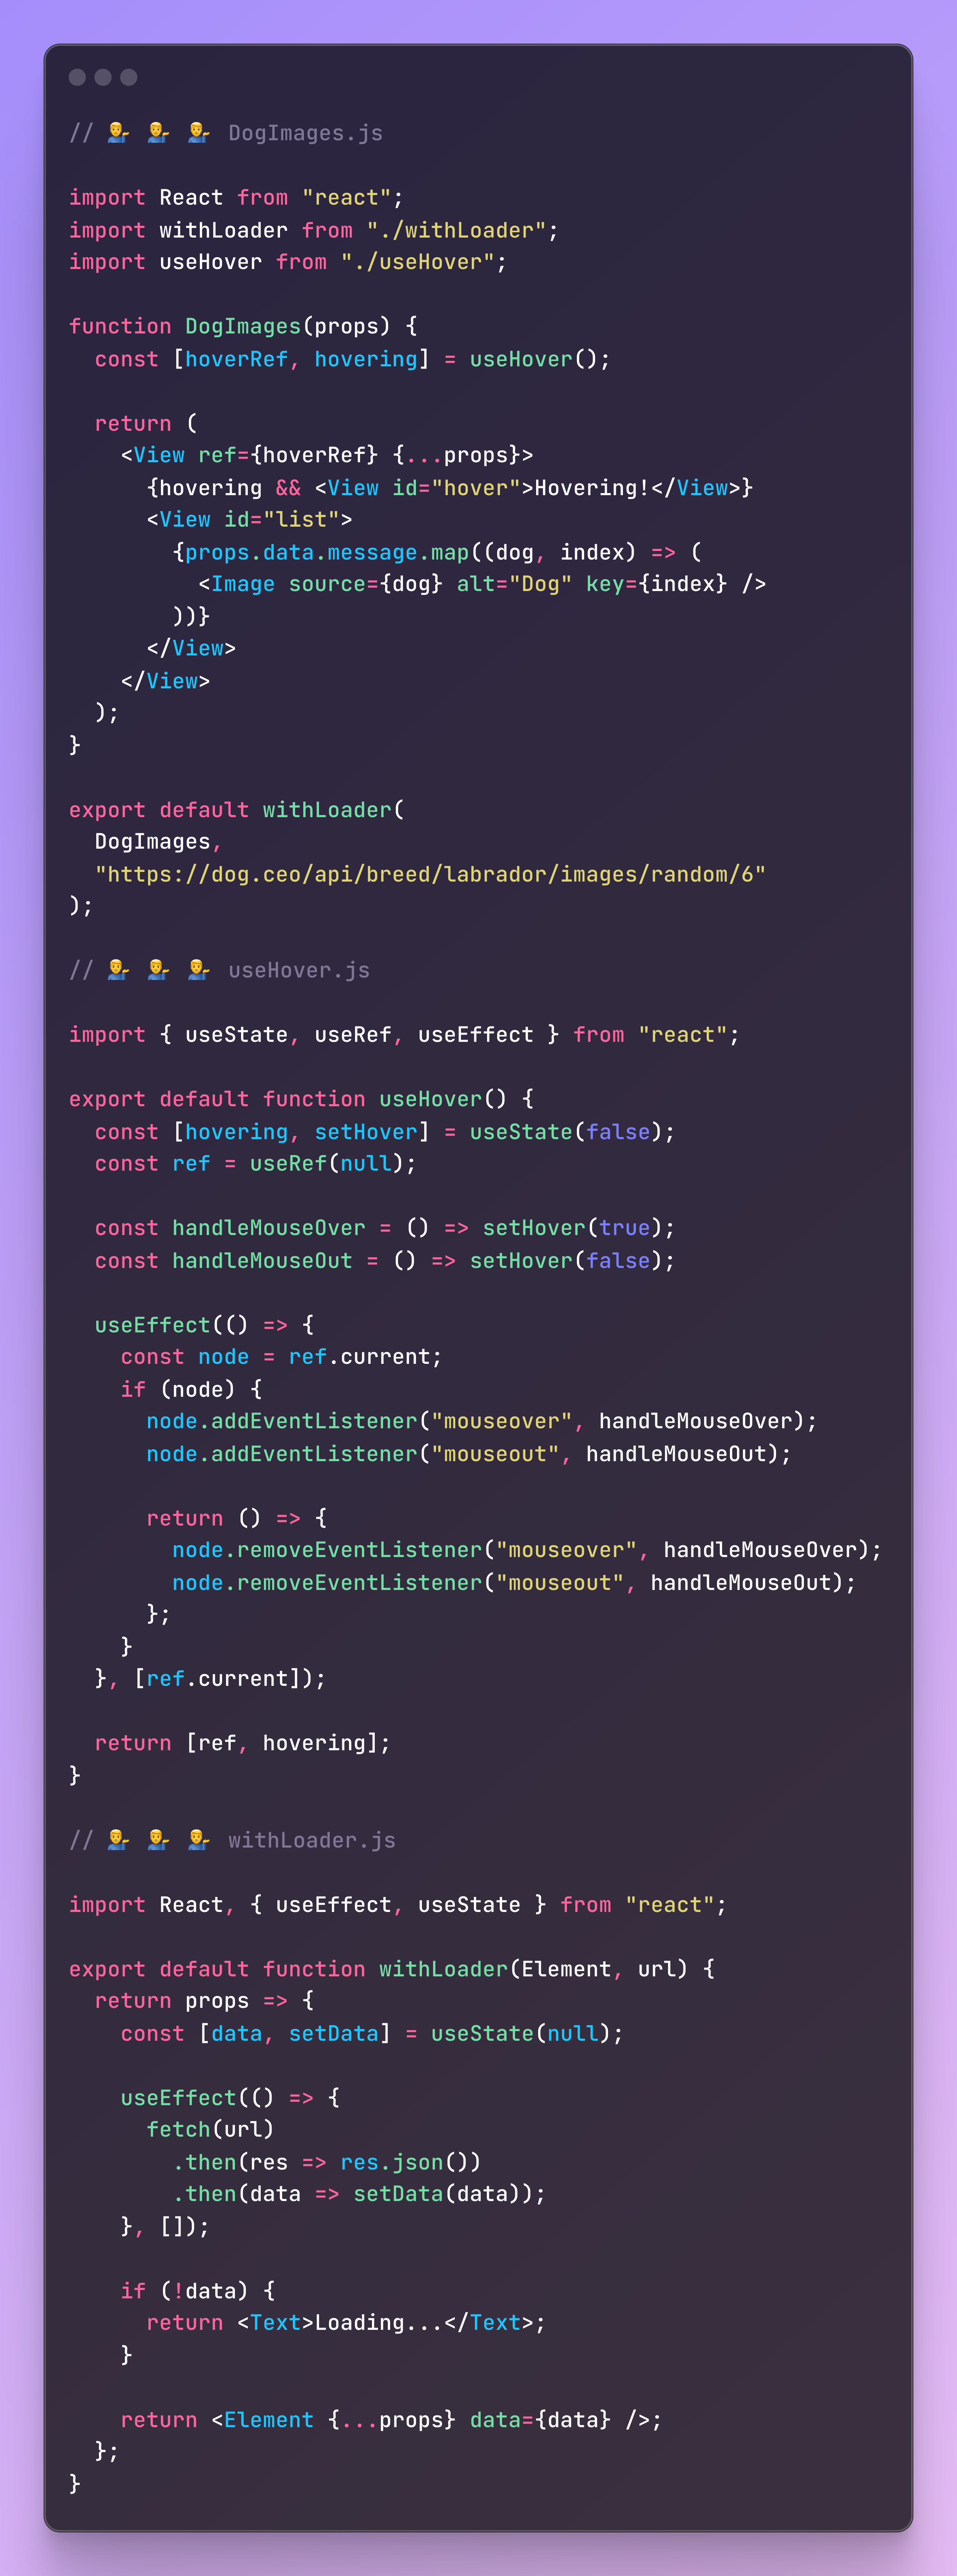 // 💁‍♂️ 💁‍♂️ 💁‍♂️ DogImages.js

import React from "react";
import withLoader from "./withLoader";
import useHover from "./useHover";

function DogImages(props) {
  const [hoverRef, hovering] = useHover();

  return (
    <View ref={hoverRef} {...props}>
      {hovering && <View id="hover">Hovering!</View>}
      <View id="list">
        {props.data.message.map((dog, index) => (
          <Image source={dog} alt="Dog" key={index} />
        ))}
      </View>
    </View>
  );
}

export default withLoader(
  DogImages,
  "https://dog.ceo/api/breed/labrador/images/random/6"
);

// 💁‍♂️ 💁‍♂️ 💁‍♂️ useHover.js

import { useState, useRef, useEffect } from "react";

export default function useHover() {
  const [hovering, setHover] = useState(false);
  const ref = useRef(null);

  const handleMouseOver = () => setHover(true);
  const handleMouseOut = () => setHover(false);

  useEffect(() => {
    const node = ref.current;
    if (node) {
      node.addEventListener("mouseover", handleMouseOver);
      node.addEventListener("mouseout", handleMouseOut);

      return () => {
        node.removeEventListener("mouseover", handleMouseOver);
        node.removeEventListener("mouseout", handleMouseOut);
      };
    }
  }, [ref.current]);

  return [ref, hovering];
}

// 💁‍♂️ 💁‍♂️ 💁‍♂️ withLoader.js

import React, { useEffect, useState } from "react";

export default function withLoader(Element, url) {
  return props => {
    const [data, setData] = useState(null);

    useEffect(() => {
      fetch(url)
        .then(res => res.json())
        .then(data => setData(data));
    }, []);

    if (!data) {
      return <Text>Loading...</Text>;
    }

    return <Element {...props} data={data} />;
  };
}